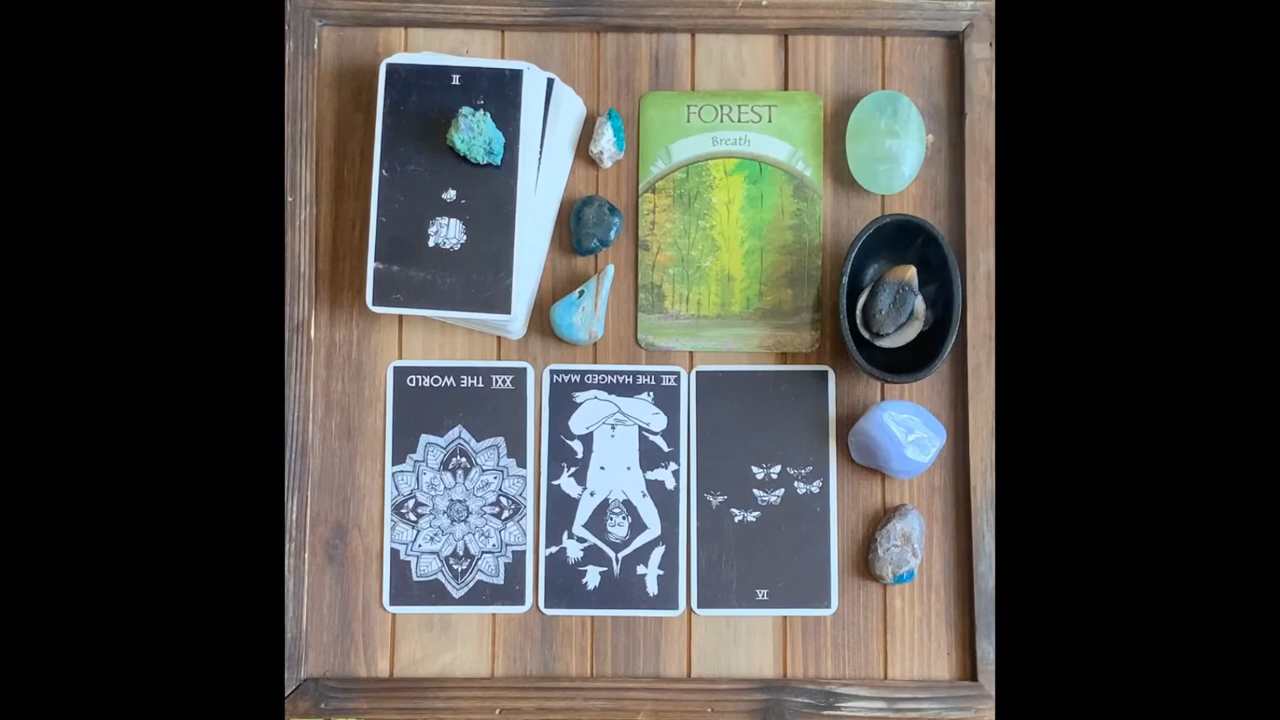 II
FOREST
Breath
XXI THE WORLD
XII THE HANGED MAN
VI